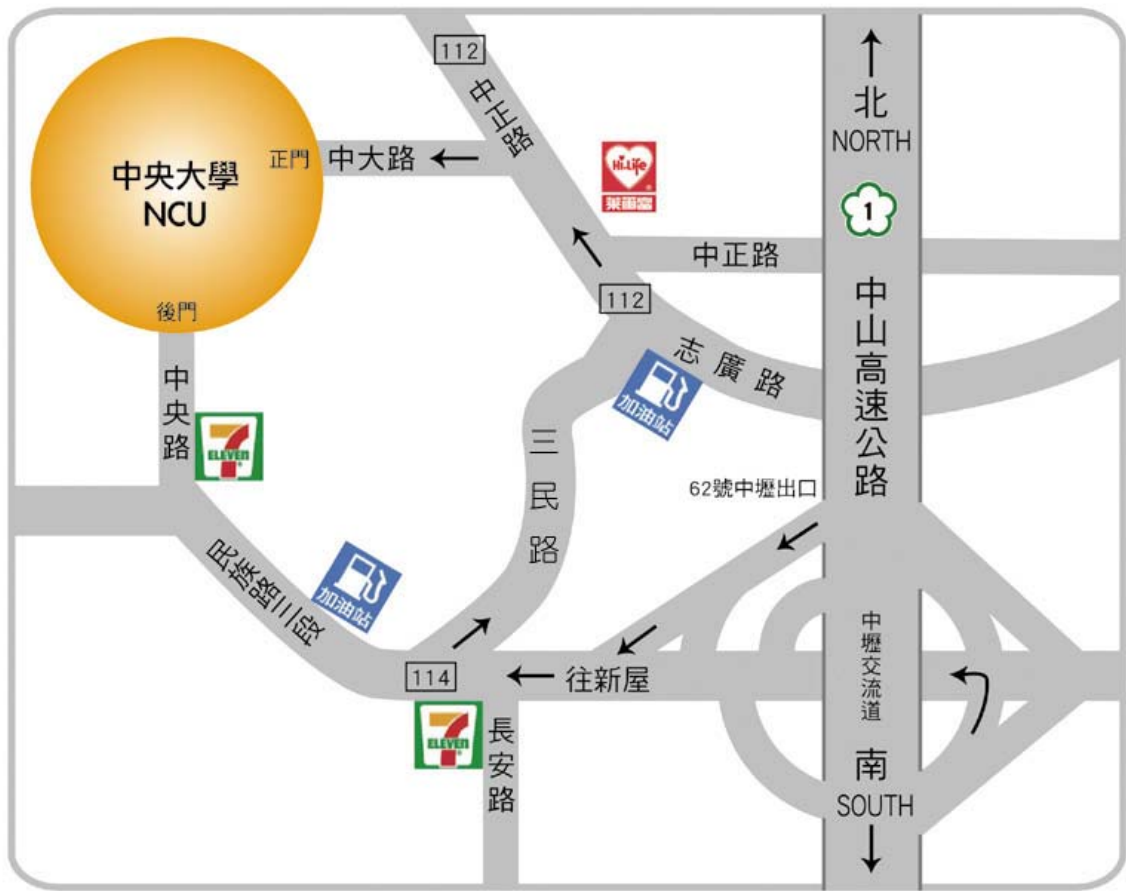 112
中正路
北
NORTH
正門
中大路
Hi-Life
萊爾富
中央大學
NCU
1
中正路
後門
112
中山高速公路
志廣路
加油站
中央路
7
ELEVEN
三民路
62號中壢出口
民族路三段
加油站
中壢交流道
114
往新屋
7
ELEVEN
長安路
南
SOUTH